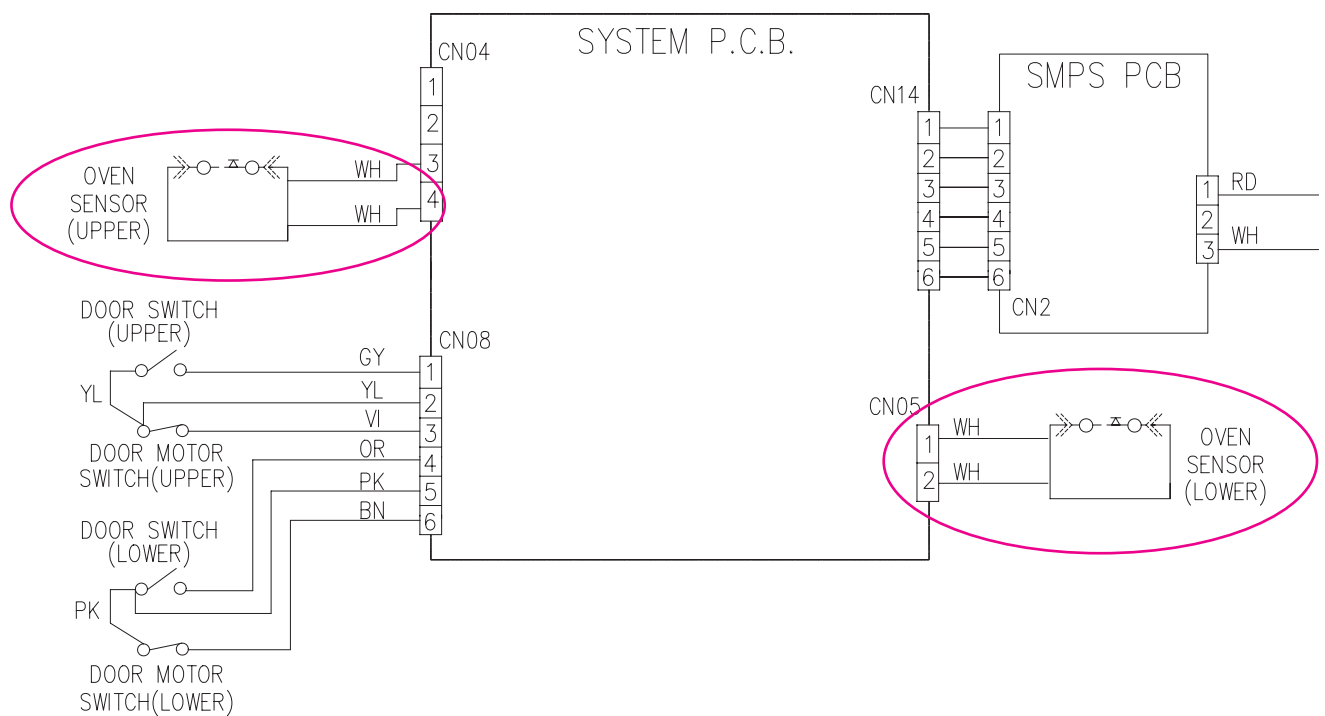 SYSTEM P.C.B.
CN04
1
2
3
4
OVEN
SENSOR
(UPPER)
WH
WH
CN14
1
2
3
4
5
6
SMPS PCB
1
2
3
4
5
6
CN2
1
2
3
RD
WH
DOOR SWITCH
(UPPER)
CN08
1
2
3
4
5
6
GY
YL
YL
VI
DOOR MOTOR
SWITCH(UPPER)
OR
PK
BN
DOOR SWITCH
(LOWER)
PK
DOOR MOTOR
SWITCH(LOWER)
CN05
1
2
WH
WH
OVEN
SENSOR
(LOWER)